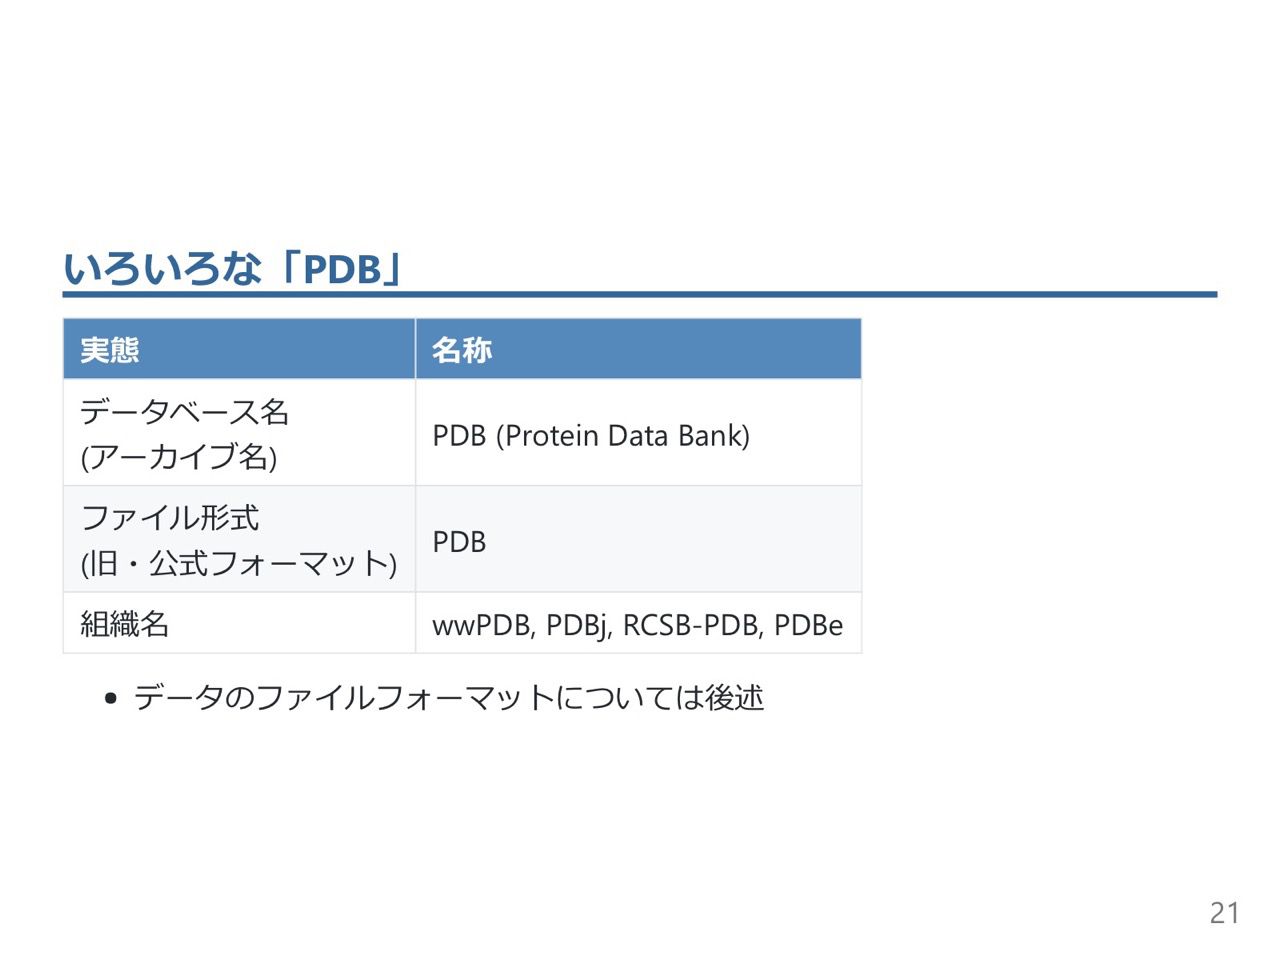 いろいろな「PDB」
実態
名称
データベース名
(アーカイブ名)
PDB (Protein Data Bank)
ファイル形式
(旧・公式フォーマット)
PDB
組織名
wwPDB, PDBj, RCSB-PDB, PDBe
• データのファイルフォーマットについては後述
21